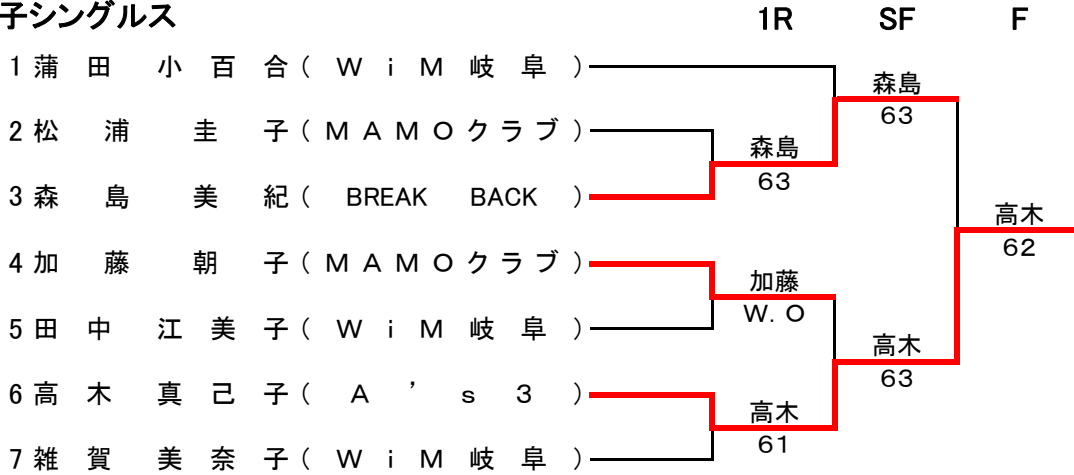 子シングルス 1R SF F
1 蒲田 小百合 ( WiM岐阜 )
森島
63
2 松浦 圭子 ( MAMOクラブ )
森島
63
3 森島 美紀 ( BREAK BACK )
高木
62
4 加藤 朝子 ( MAMOクラブ )
加藤
W.O
5 田中 江美子 ( WiM岐阜 )
高木
63
6 高木 真己子 ( A's3 )
高木
61
7 雑賀 美奈子 ( WiM岐阜 )